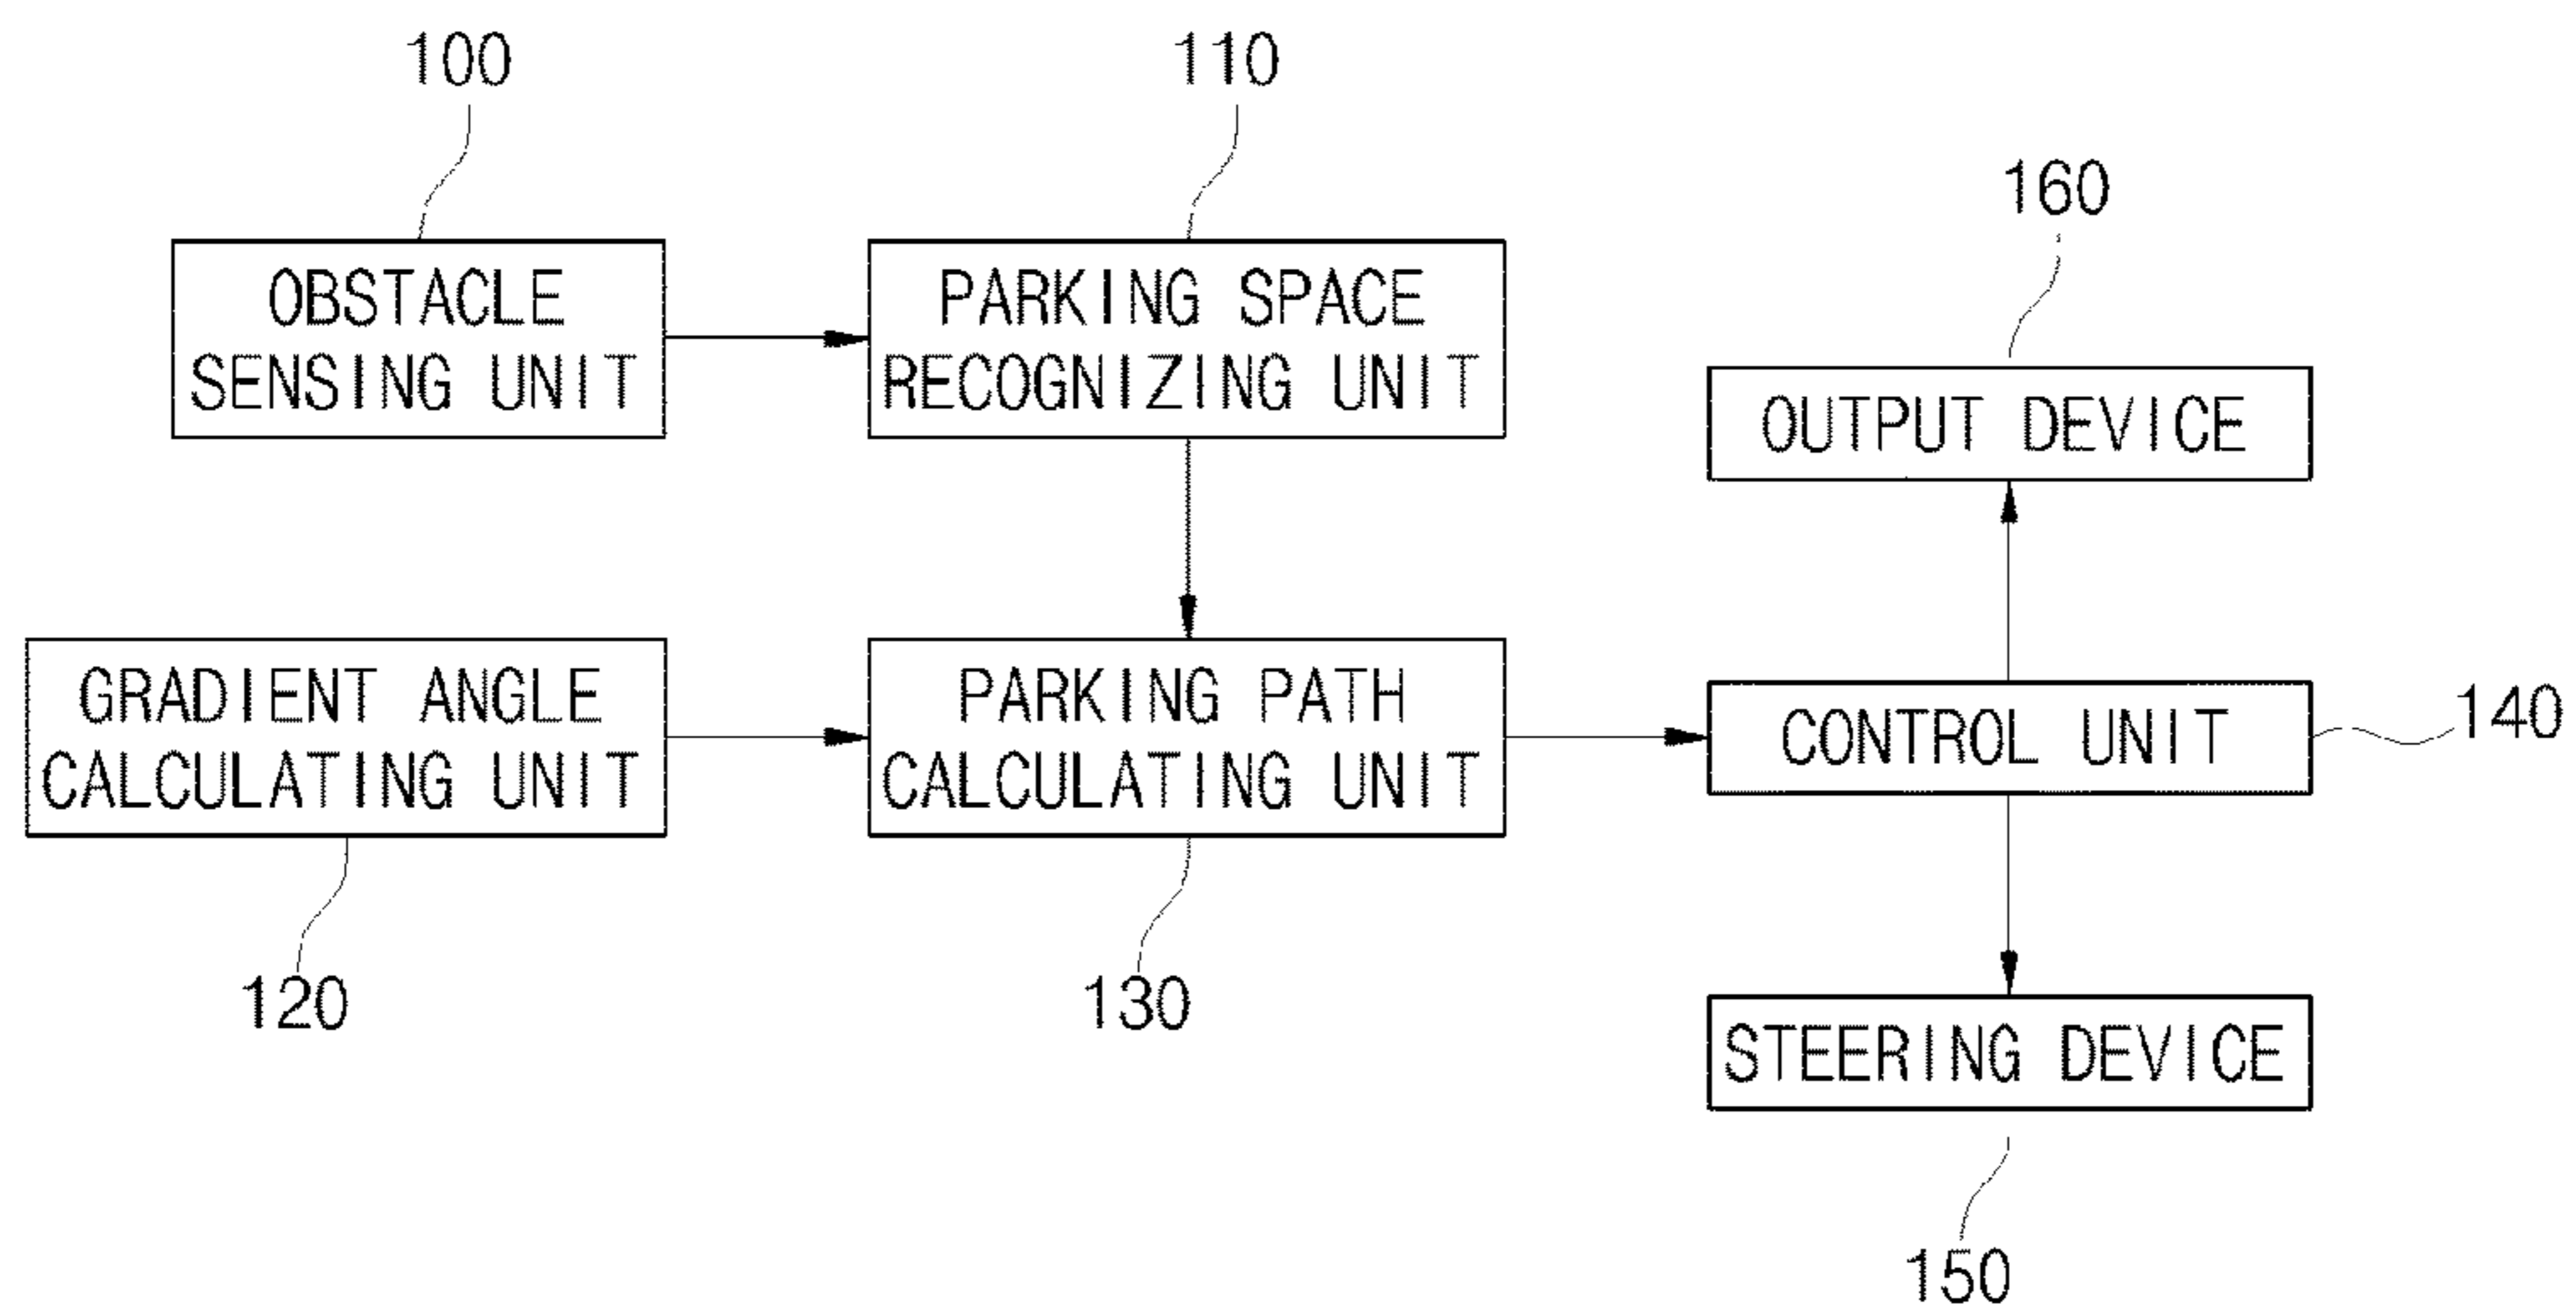 100
110
160
OBSTACLE
SENSING UNIT
PARKING SPACE
RECOGNIZING UNIT
OUTPUT DEVICE
GRADIENT ANGLE
CALCULATING UNIT
PARKING PATH
CALCULATING UNIT
CONTROL UNIT
140
120
130
STEERING DEVICE
150